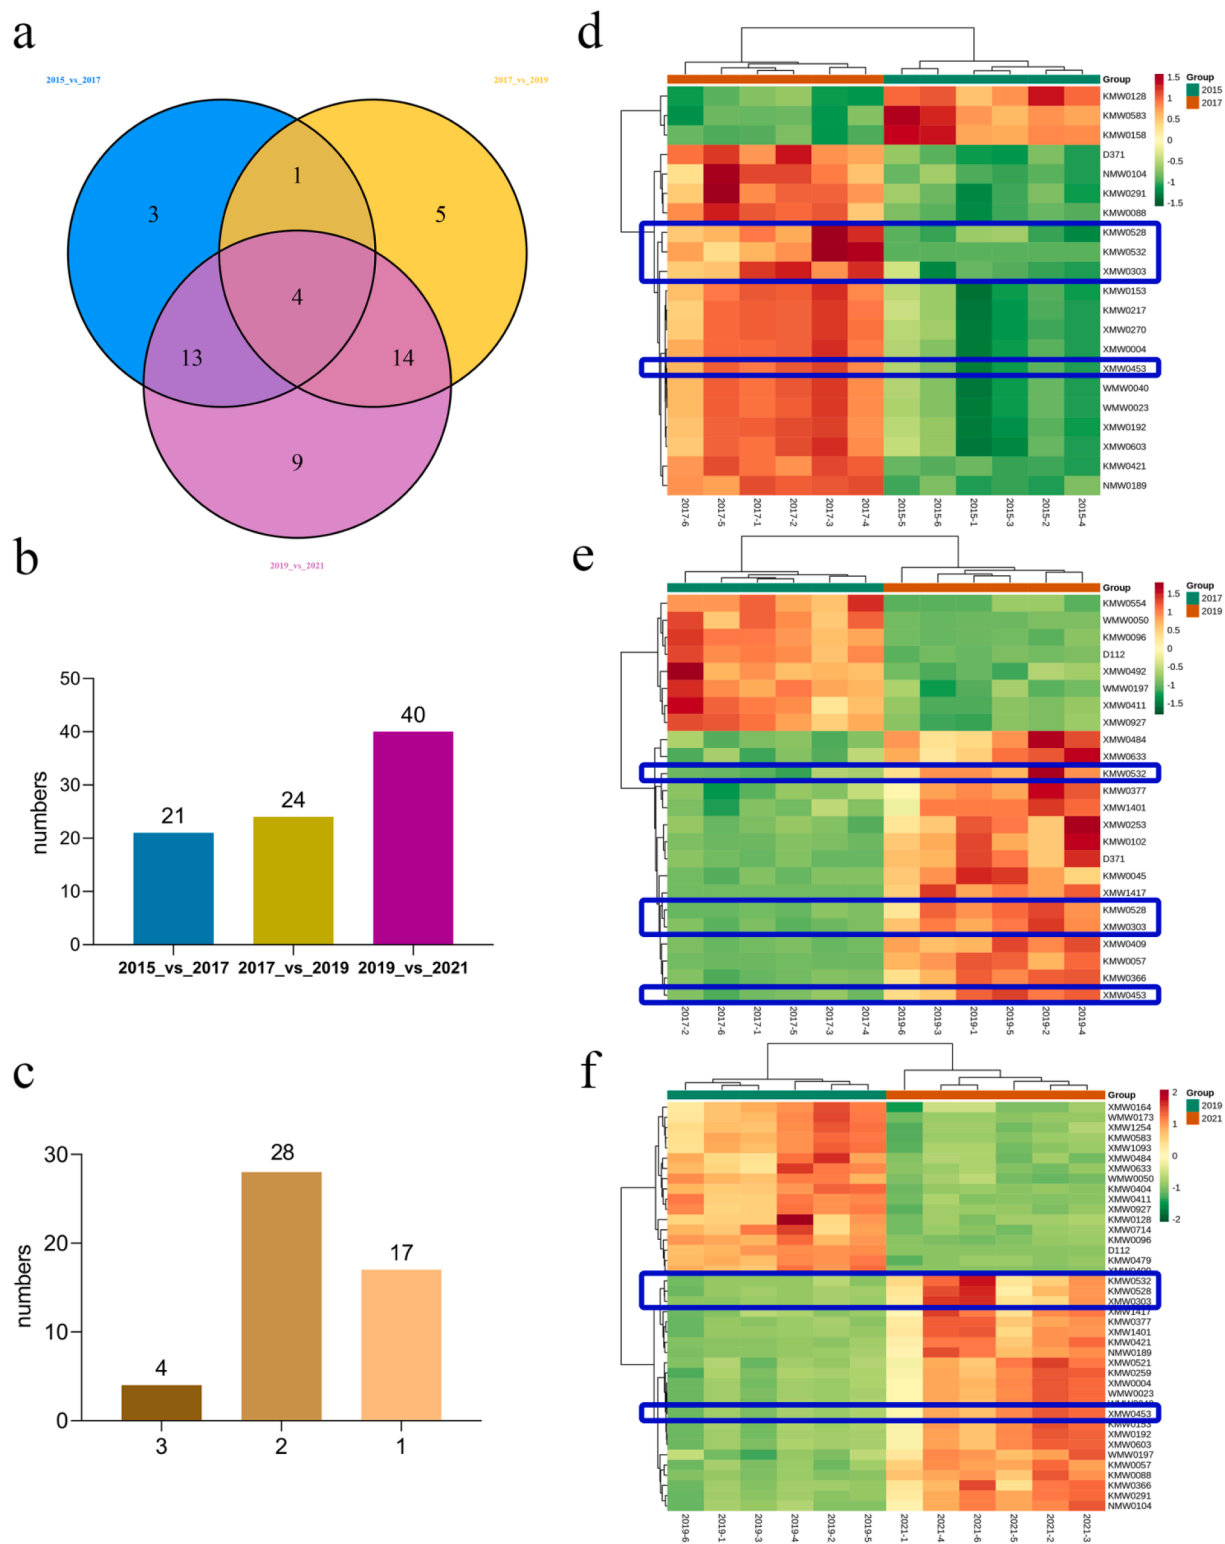 a
2015_vs_2017
2017_vs_2019
1
3
5
4
13
14
9
2019_vs_2021
b
numbers
50
40
30
20
10
0
21
24
40
2015_vs_2017
2017_vs_2019
2019_vs_2021
c
numbers
30
20
10
0
4
28
17
3
2
1
d
Group
KMW0128
KMW0583
KMW0158
D371
NMW0104
KMW0291
KMW0088
KMW0528
KMW0532
XMW0303
KMW0153
KMW0217
XMW0270
XMW0004
XMW0453
WMW0040
WMW0023
XMW0192
XMW0603
KMW0421
NMW0189
1.5
1
0.5
0
-0.5
-1
-1.5
Group
2015
2017
2017-6
2017-5
2017-1
2017-2
2017-3
2017-4
2015-5
2015-6
2015-1
2015-3
2015-2
2015-4
e
Group
KMW0554
WMW0050
KMW0096
D112
XMW0492
WMW0197
XMW0411
XMW0927
XMW0484
XMW0633
KMW0532
KMW0377
XMW1401
XMW0253
KMW0102
D371
KMW0045
XMW1417
KMW0528
XMW0303
XMW0409
KMW0057
KMW0366
XMW0453
1.5
1
0.5
0
-0.5
-1
-1.5
Group
2017
2019
2017-2
2017-6
2017-1
2017-5
2017-3
2017-4
2019-6
2019-3
2019-1
2019-5
2019-2
2019-4
f
Group
XMW0164
WMW0173
XMW1254
KMW0583
XMW1093
XMW0484
XMW0633
WMW0050
KMW0404
XMW0411
XMW0927
KMW0128
XMW0714
KMW0096
D112
KMW0479
KMW0532
KMW0528
XMW0303
XMW1417
KMW0377
XMW1401
KMW0421
NMW0189
XMW0521
KMW0259
XMW0004
WMW0023
XMW0453
KMW0153
XMW0192
XMW0603
WMW0197
KMW0057
KMW0088
KMW0366
KMW0291
NMW0104
2
1
0
-1
-2
Group
2019
2021
2019-6
2019-1
2019-3
2019-4
2019-2
2019-5
2021-1
2021-4
2021-6
2021-5
2021-2
2021-3